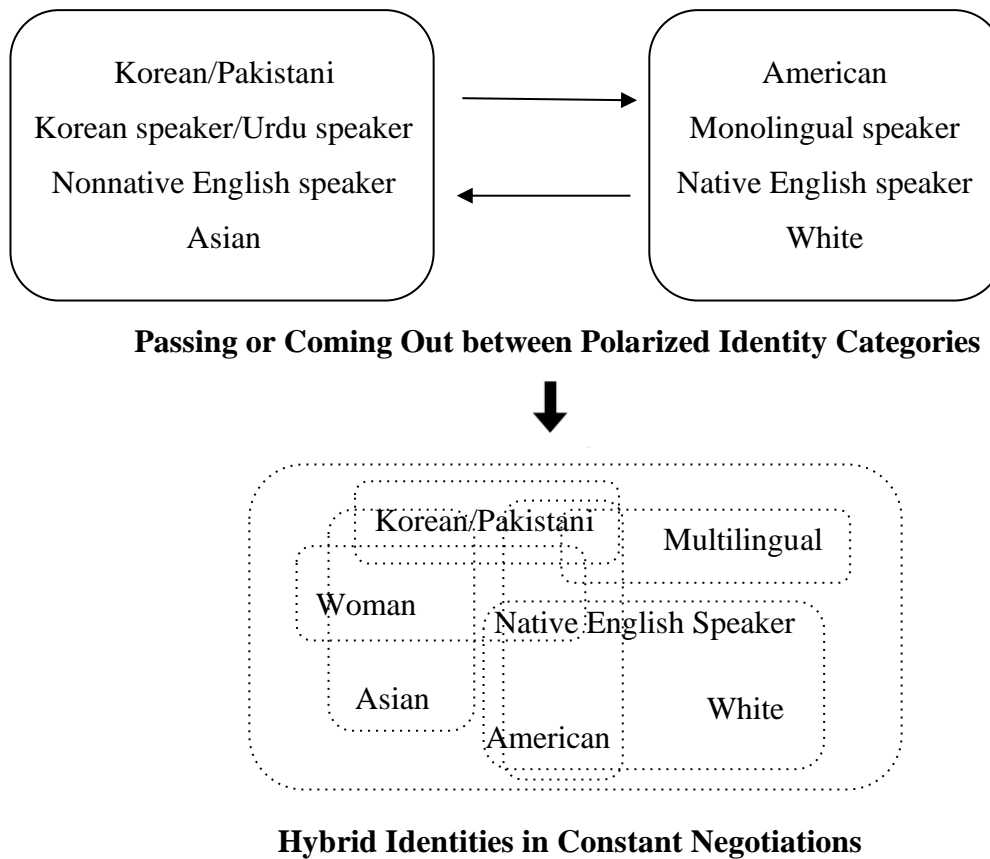 Korean/Pakistani
Korean speaker/Urdu speaker
Nonnative English speaker
Asian
American
Monolingual speaker
Native English speaker
White
Passing or Coming Out between Polarized Identity Categories
Korean/Pakistani
Multilingual
Woman
Native English Speaker
Asian
White
American
Hybrid Identities in Constant Negotiations